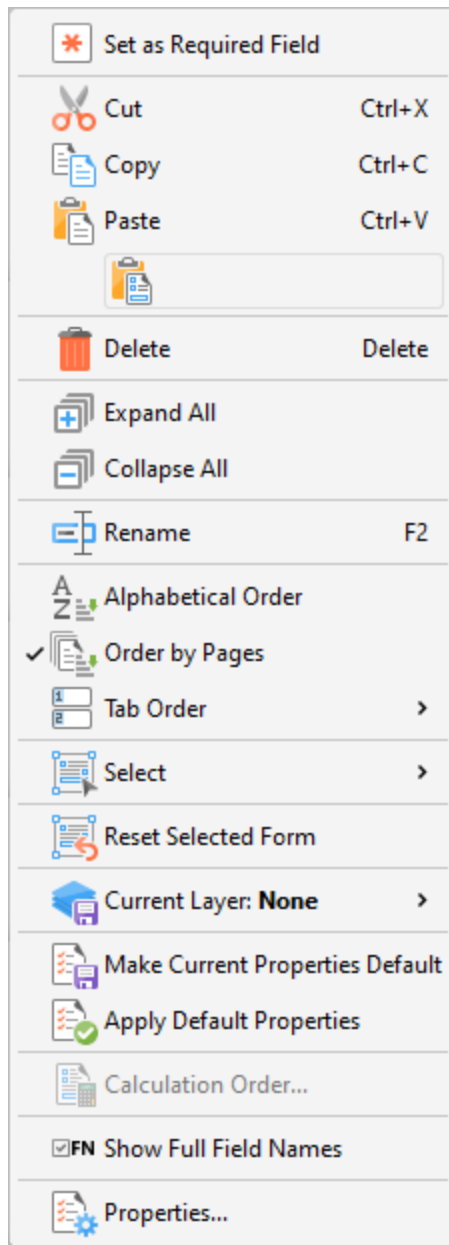 Set as Required Field
Cut Ctrl+X
Copy Ctrl+C
Paste Ctrl+V
Delete Delete
Expand All
Collapse All
Rename F2
A
Z
Alphabetical Order
Order by Pages
1
2
Tab Order
Select
Reset Selected Form
Current Layer: None
Make Current Properties Default
Apply Default Properties
Calculation Order...
FN Show Full Field Names
Properties...